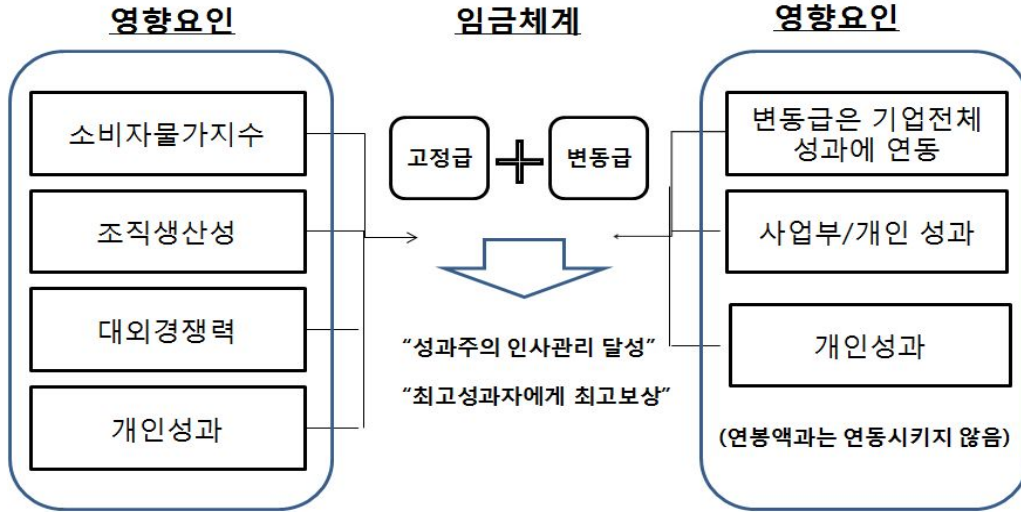 영향요인
임금체계
영향요인
소비자물가지수
조직생산성
대외경쟁력
개인성과
고정급
변동급
“성과주의 인사관리 달성”
“최고성과자에게 최고보상”
변동급은 기업전체
성과에 연동
사업부/개인 성과
개인성과
(연봉액과는 연동시키지 않음)